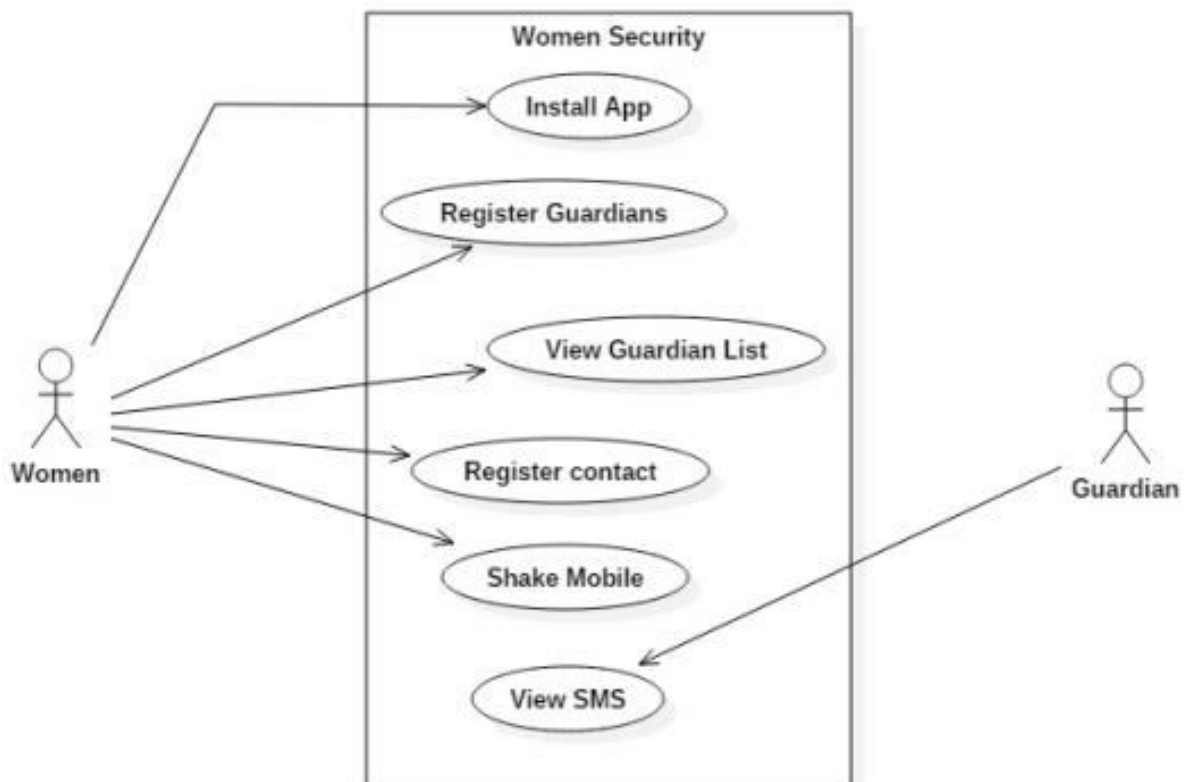 Women Security
Install App
Register Guardians
View Guardian List
Women
Register contact
Guardian
Shake Mobile
View SMS